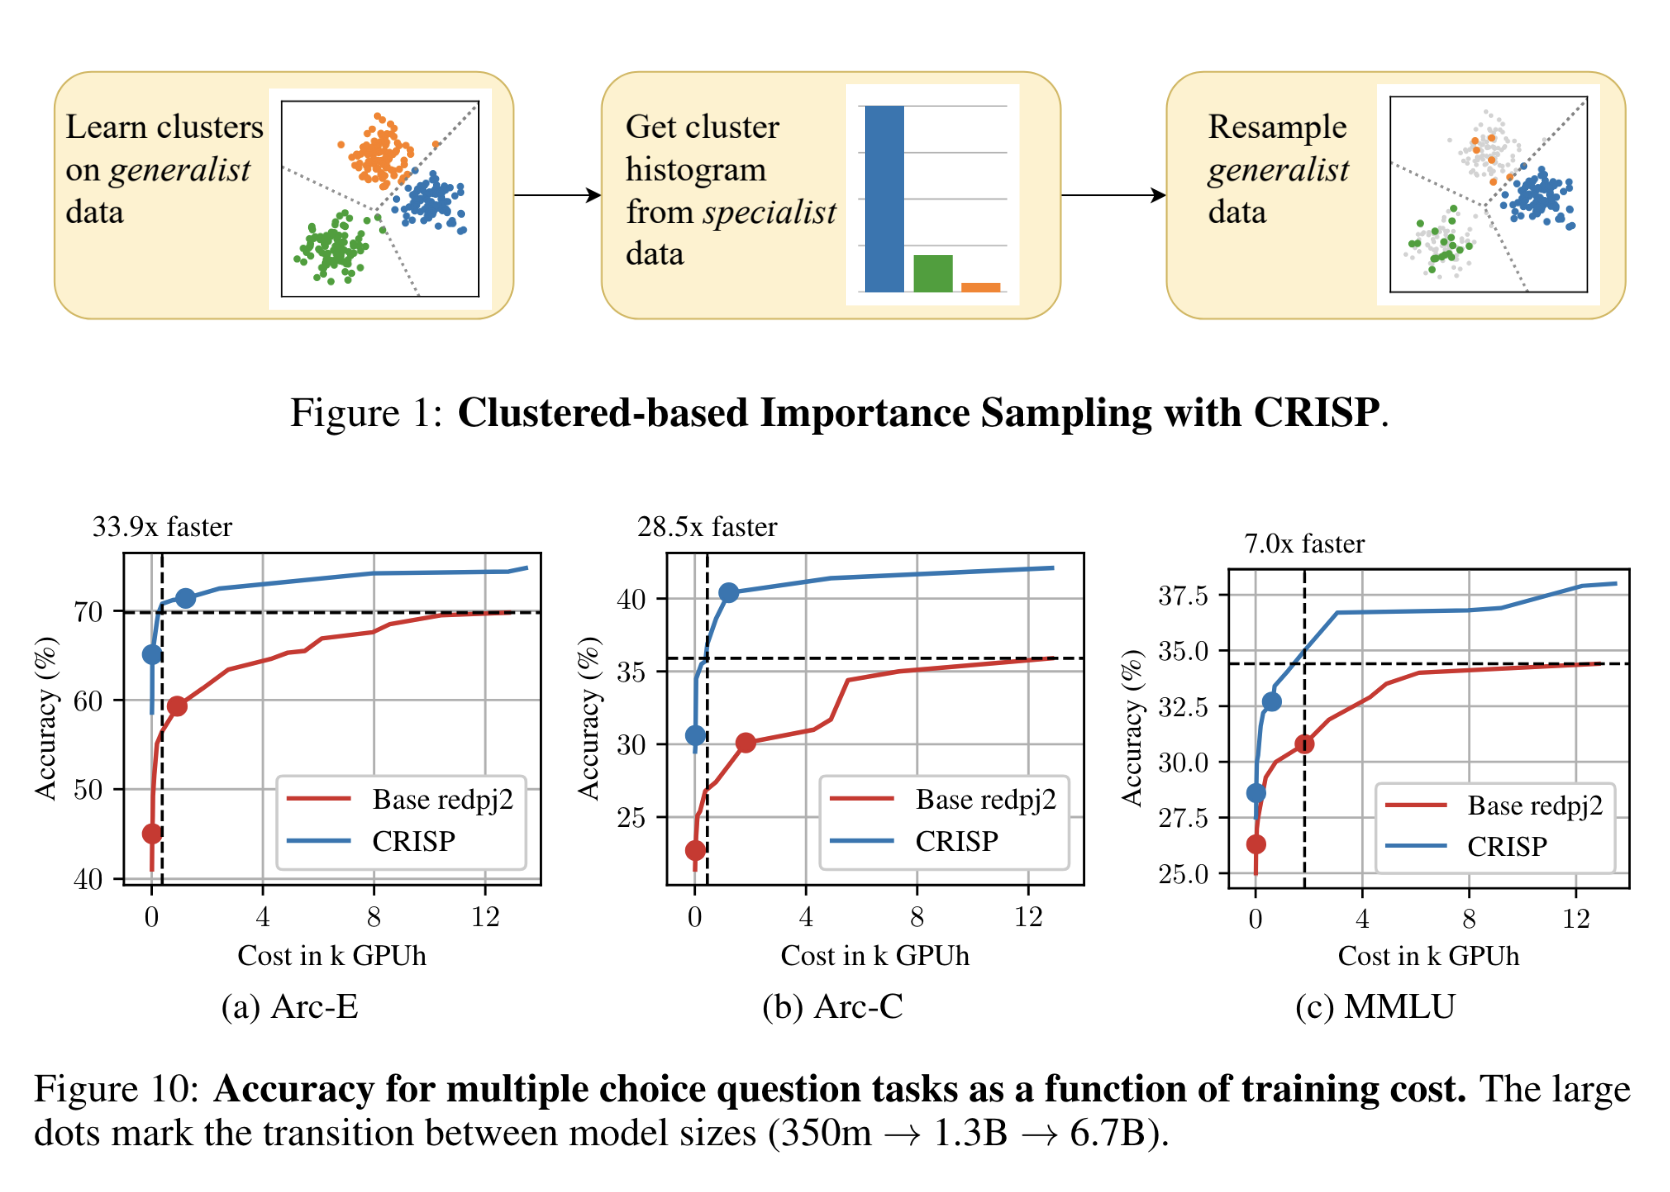 Learn clusters
on generalist
data
Get cluster
histogram
from specialist
data
Resample
generalist
data
Figure 1: Clustered-based Importance Sampling with CRISP.
33.9x faster
70
60
50
40
Accuracy (%)
Base redpj2
CRISP
0 4 8 12
Cost in k GPUh
(a) Arc-E
28.5x faster
40
35
30
25
Accuracy (%)
Base redpj2
CRISP
0 4 8 12
Cost in k GPUh
(b) Arc-C
7.0x faster
37.5
35.0
32.5
30.0
27.5
25.0
Accuracy (%)
Base redpj2
CRISP
0 4 8 12
Cost in k GPUh
(c) MMLU
Figure 10: Accuracy for multiple choice question tasks as a function of training cost. The large
dots mark the transition between model sizes (350m → 1.3B → 6.7B).